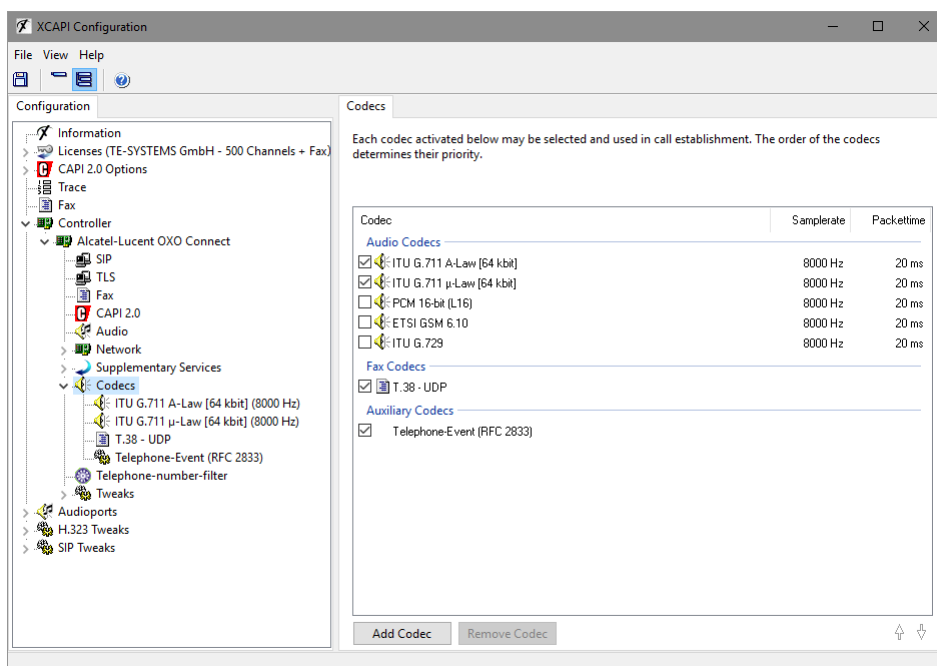 XCAPI Configuration
File View Help
Configuration
Information
Licenses (TE-SYSTEMS GmbH - 500 Channels + Fax)
CAPI 2.0 Options
Trace
Fax
Controller
Alcatel-Lucent OXO Connect
SIP
TLS
Fax
CAPI 2.0
Audio
Network
Supplementary Services
Codecs
ITU G.711 A-Law [64 kbit] (8000 Hz)
ITU G.711 µ-Law [64 kbit] (8000 Hz)
T.38 - UDP
Telephone-Event (RFC 2833)
Telephone-number-filter
Tweaks
Audioports
H.323 Tweaks
SIP Tweaks
Codecs
Each codec activated below may be selected and used in call establishment. The order of the codecs
determines their priority.
Codec Samplerate Packettime
Audio Codecs
ITU G.711 A-Law [64 kbit] 8000 Hz 20 ms
ITU G.711 µ-Law [64 kbit] 8000 Hz 20 ms
PCM 16-bit (L16) 8000 Hz 20 ms
ETSI GSM 6.10 8000 Hz 20 ms
ITU G.729 8000 Hz 20 ms
Fax Codecs
T.38 - UDP
Auxiliary Codecs
Telephone-Event (RFC 2833)
Add Codec Remove Codec